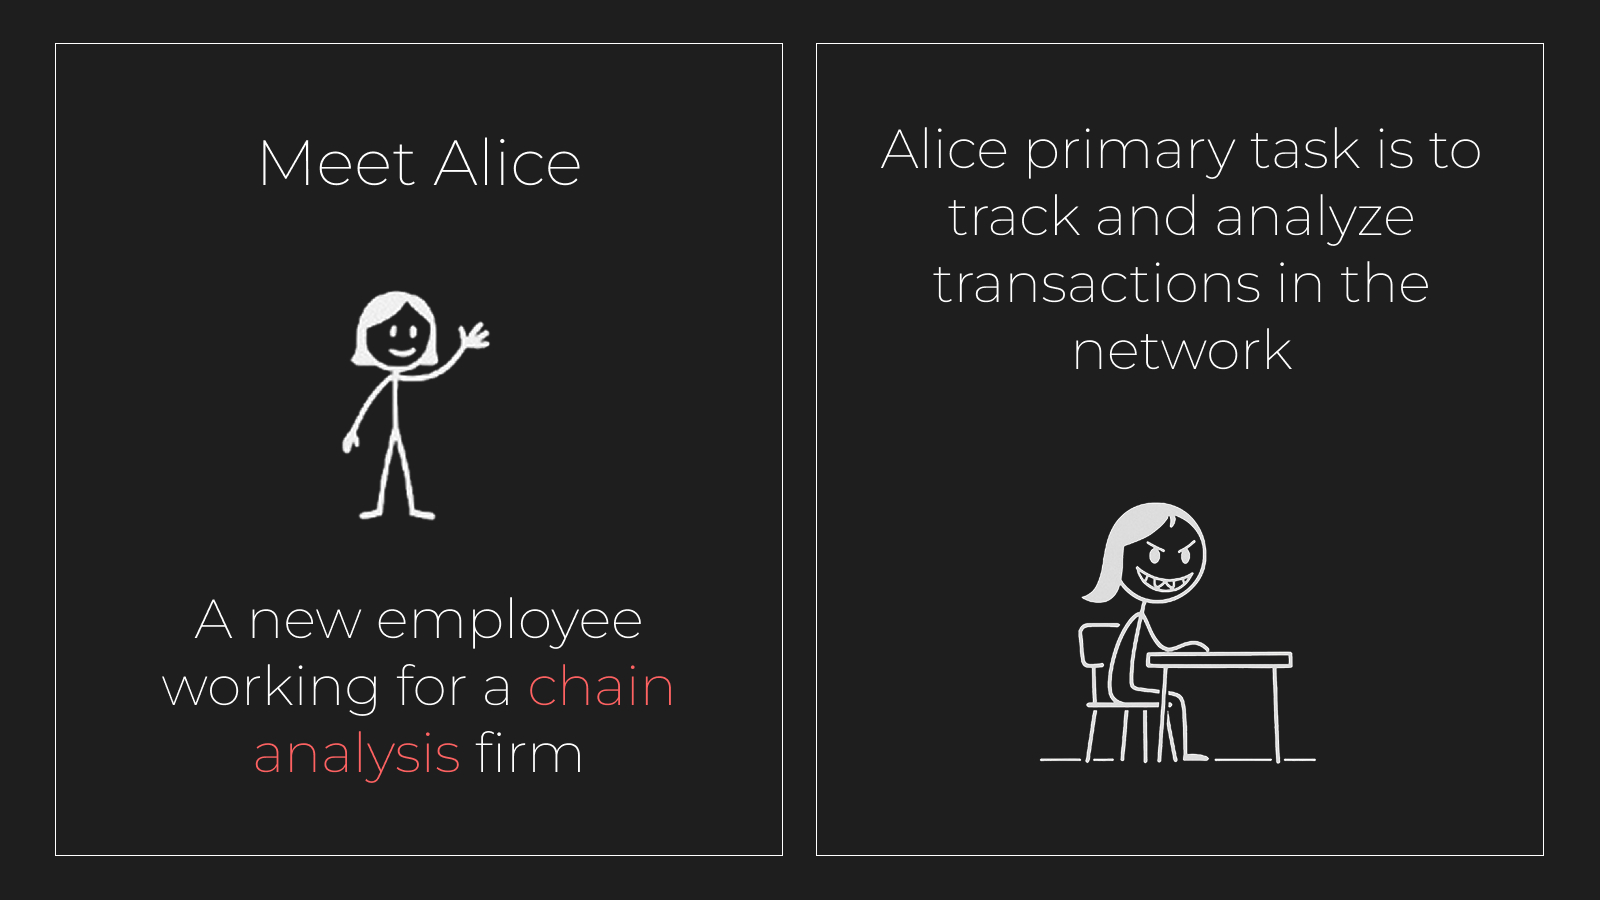 Meet Alice
A new employee
working for a chain
analysis firm
Alice primary task is to
track and analyze
transactions in the
network